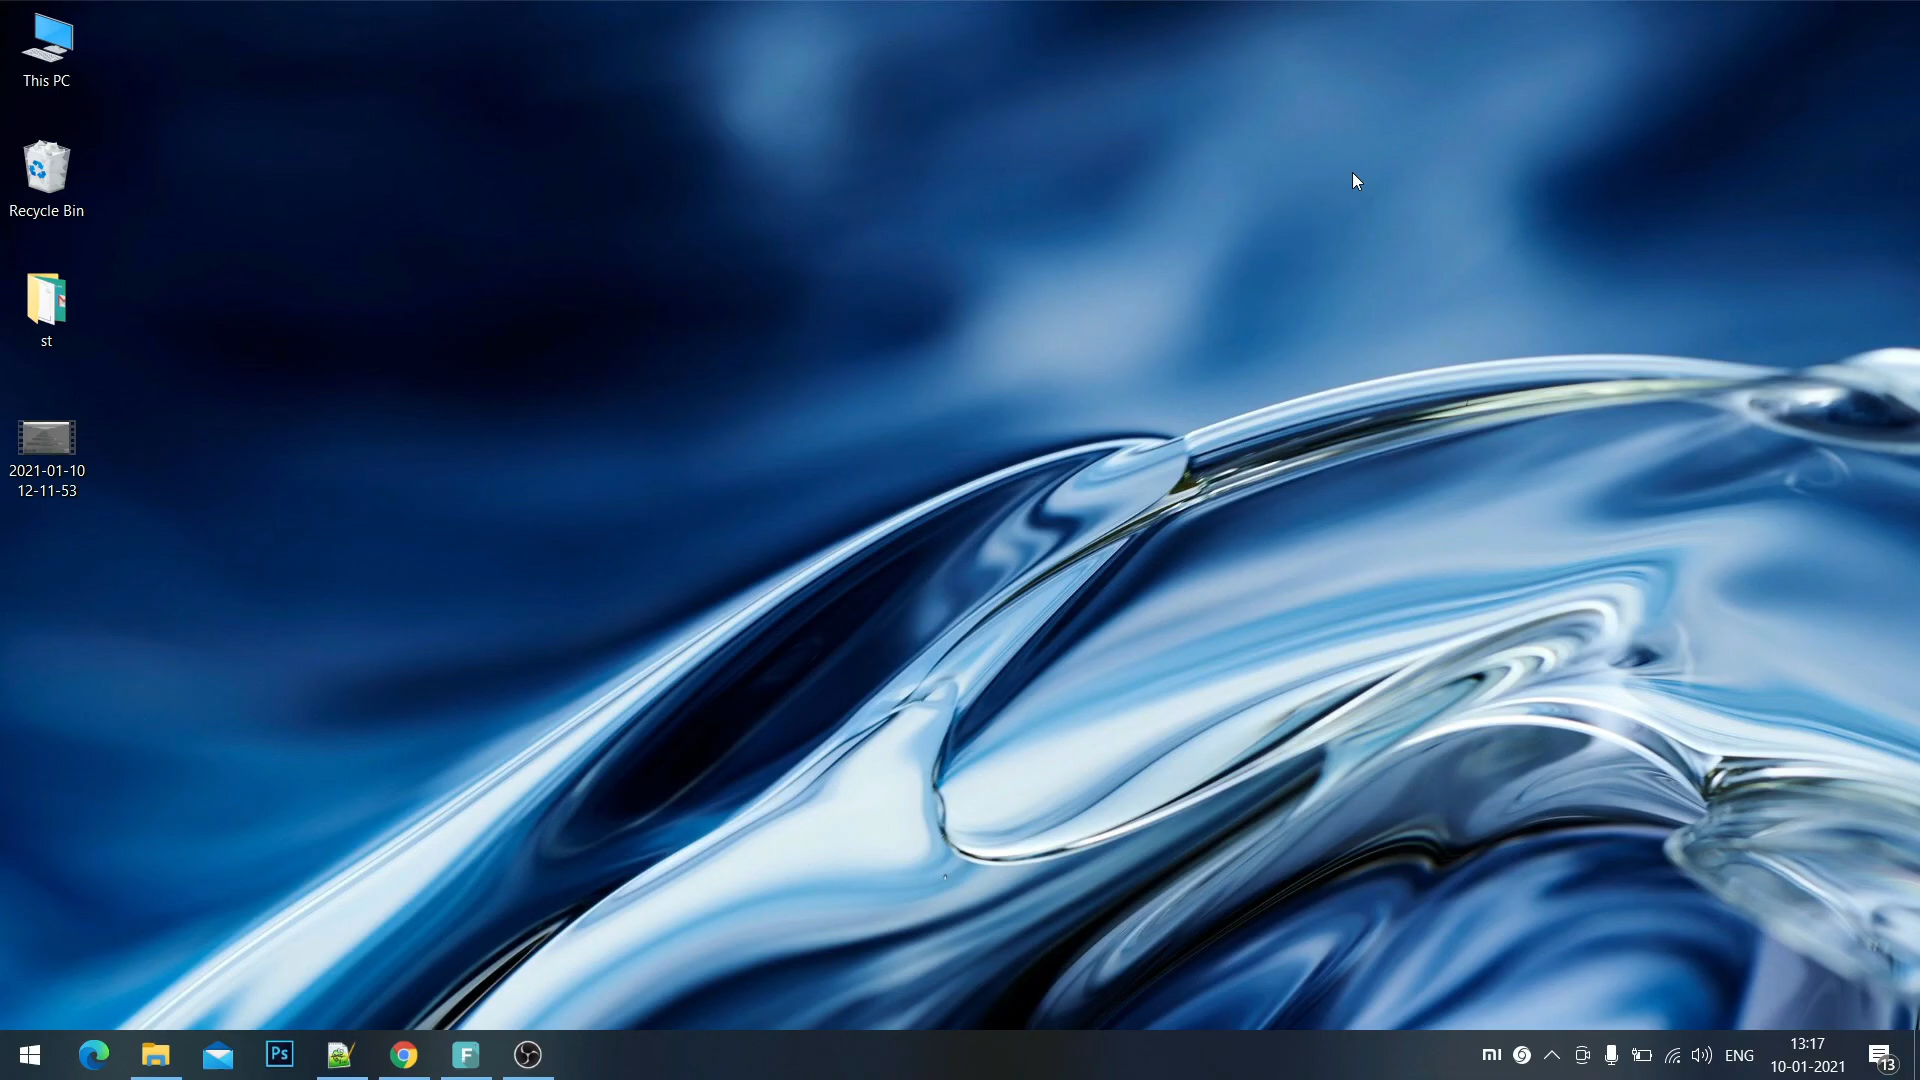 This PC
Recycle Bin
st
2021-01-10
12-11-53
Ps
F
mi
ENG
13:17
10-01-2021
13